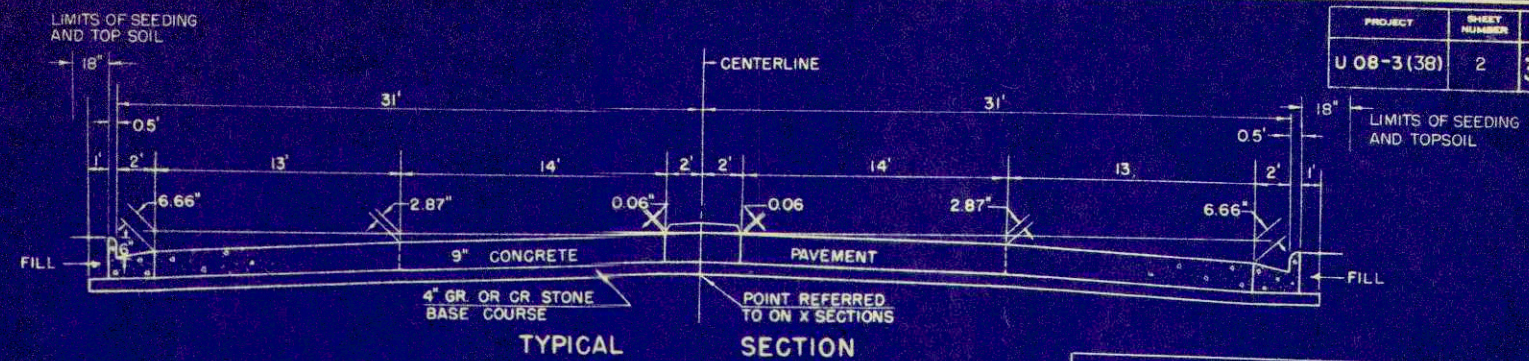 LIMITS OF SEEDING
AND TOP SOIL
18"
PROJECT
SHEET
NUMBER
U 08-3 (38)
2
CENTERLINE
31'
31'
18"
LIMITS OF SEEDING
AND TOPSOIL
0.5'
0.5'
1'
2'
13'
14'
2'
2'
14'
13
2'
1'
6.66"
2.87"
0.06"
0.06
2.87"
6.66"
6"
FILL
9" CONCRETE
PAVEMENT
FILL
4" GR. OR CR. STONE
BASE COURSE
POINT REFERRED
TO ON X SECTIONS
TYPICAL SECTION